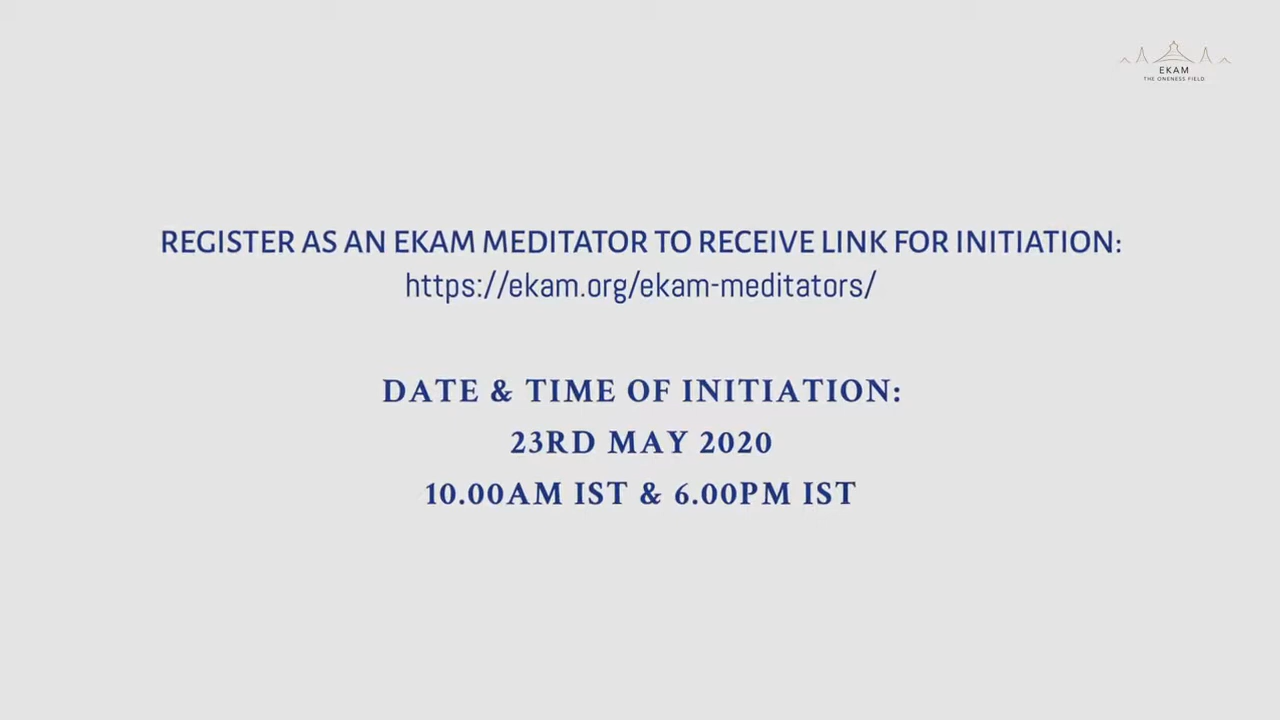 EKAM
THE ONENESS FIELD
REGISTER AS AN EKAM MEDITATOR TO RECEIVE LINK FOR INITIATION:
https://ekam.org/ekam-meditators/
DATE & TIME OF INITIATION:
23RD MAY 2020
10.00AM IST & 6.00PM IST